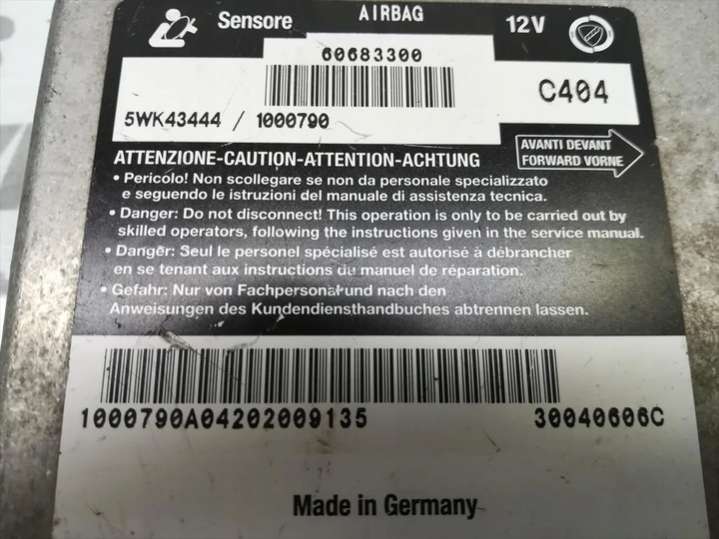 Sensore AIRBAG 12V
60683300
C404
5WK43444 / 1000790
AVANTI DEVANT
FORWARD VORNE
ATTENZIONE-CAUTION-ATTENTION-ACHTUNG
• Pericolo! Non scollegare se non da personale specializzato
e seguendo le istruzioni del manuale di assistenza tecnica.
• Danger: Do not disconnect! This operation is only to be carried out by
skilled operators, following the instructions given in the service manual.
• Danger: Seul le personel spécialisé est autorisé à débrancher
en se tenant aux instructions du manuel de réparation.
• Gefahr: Nur von Fachpersonal und nach den
Anweisungen des Kundendiensthandbuches abtrennen lassen.
1000790A04202009135 30040606C
Made in Germany